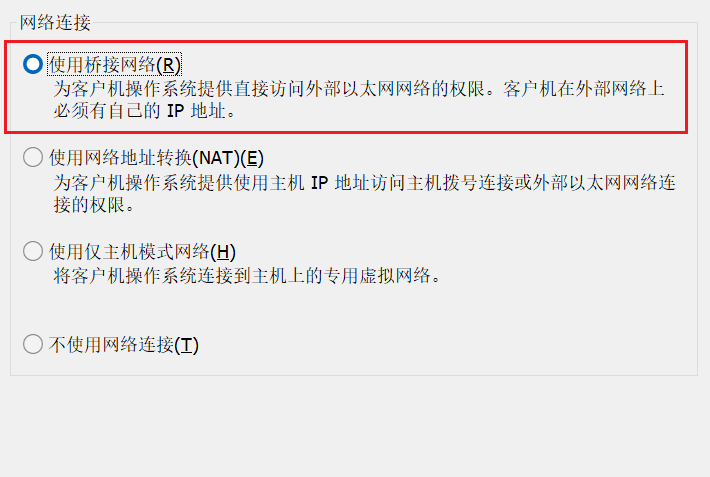 网络连接
使用桥接网络(R)
为客户机操作系统提供直接访问外部以太网网络的权限。客户机在外部网络上
必须有自己的 IP 地址。
使用网络地址转换(NAT)(E)
为客户机操作系统提供使用主机 IP 地址访问主机拨号连接或外部以太网网络连
接的权限。
使用仅主机模式网络(H)
将客户机操作系统连接到主机上的专用虚拟网络。
不使用网络连接(T)